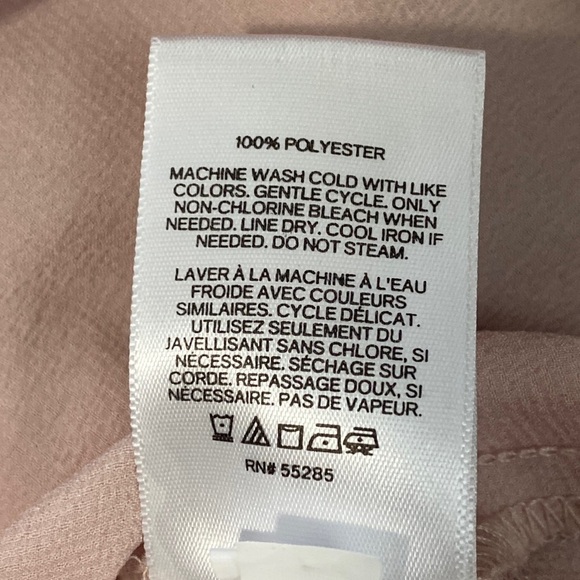 100% POLYESTER
MACHINE WASH COLD WITH LIKE
COLORS. GENTLE CYCLE. ONLY
NON-CHLORINE BLEACH WHEN
NEEDED. LINE DRY. COOL IRON IF
NEEDED. DO NOT STEAM.
LAVER À LA MACHINE À L'EAU
FROIDE AVEC COULEURS
SIMILAIRES. CYCLE DÉLICAT.
UTILISEZ SEULEMENT DU
JAVELLISANT SANS CHLORE, SI
NÉCESSAIRE. SÉCHAGE SUR
CORDE. REPASSAGE DOUX, SI
NÉCESSAIRE. PAS DE VAPEUR.
RN# 55285